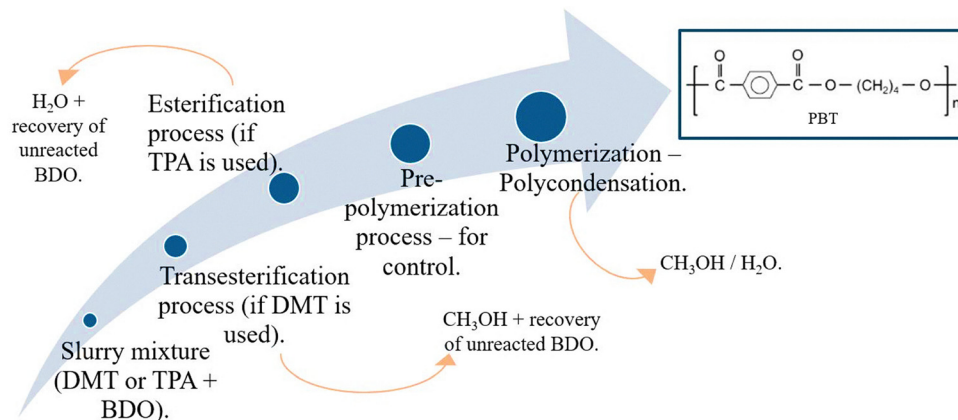 H₂O +
recovery of
unreacted
BDO.
Esterification
process (if
TPA is used).
Pre-
polymerization
process – for
control.
Polymerization –
Polycondensation.
O
O
C
C
O
(CH₂)₄
O
n
PBT
CH₃OH / H₂O.
Transesterification
process (if DMT is
used).
CH₃OH + recovery
of unreacted BDO.
Slurry mixture
(DMT or TPA +
BDO).